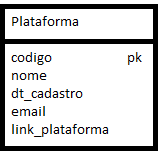 Plataforma
codigo pk
nome
dt_cadastro
email
link_plataforma